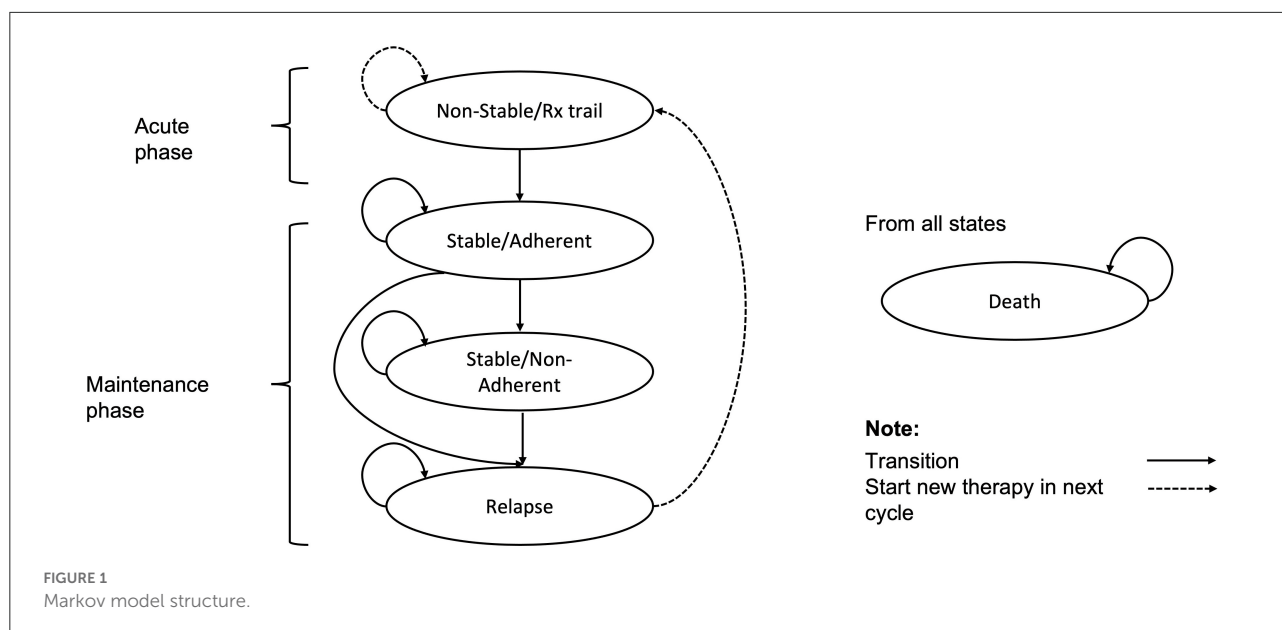 Acute
phase
Non-Stable/Rx trail
Stable/Adherent
Maintenance
phase
Stable/Non-
Adherent
Relapse
From all states
Death
Note:
Transition
Start new therapy in next
cycle
FIGURE 1
Markov model structure.